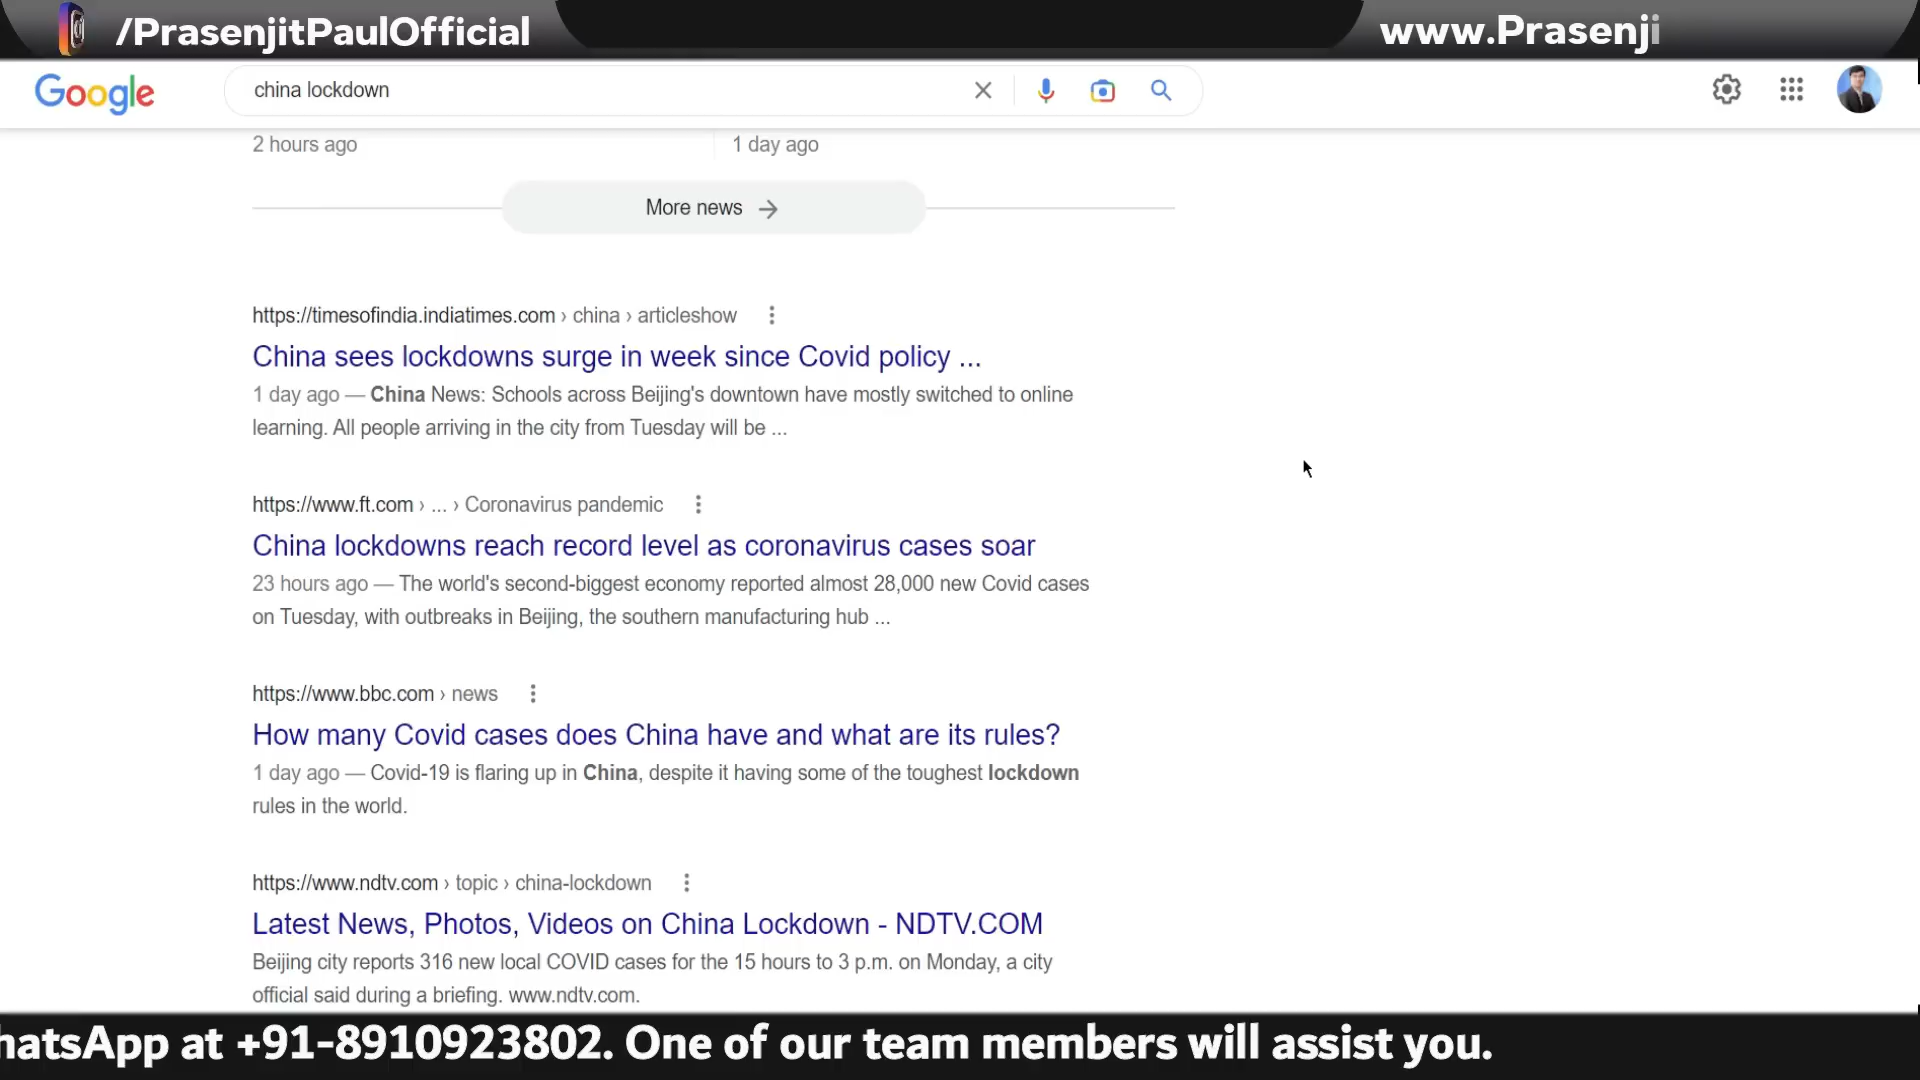 /PrasenjitPaulOfficial
www.Prasenji
Google
china lockdown
2 hours ago
1 day ago
More news →
https://timesofindia.indiatimes.com › china › articleshow
China sees lockdowns surge in week since Covid policy ...
1 day ago — China News: Schools across Beijing's downtown have mostly switched to online
learning. All people arriving in the city from Tuesday will be ...
https://www.ft.com › ... › Coronavirus pandemic
China lockdowns reach record level as coronavirus cases soar
23 hours ago — The world's second-biggest economy reported almost 28,000 new Covid cases
on Tuesday, with outbreaks in Beijing, the southern manufacturing hub ...
https://www.bbc.com › news
How many Covid cases does China have and what are its rules?
1 day ago — Covid-19 is flaring up in China, despite it having some of the toughest lockdown
rules in the world.
https://www.ndtv.com › topic › china-lockdown
Latest News, Photos, Videos on China Lockdown - NDTV.COM
Beijing city reports 316 new local COVID cases for the 15 hours to 3 p.m. on Monday, a city
official said during a briefing. www.ndtv.com.
hatsApp at +91-8910923802. One of our team members will assist you.